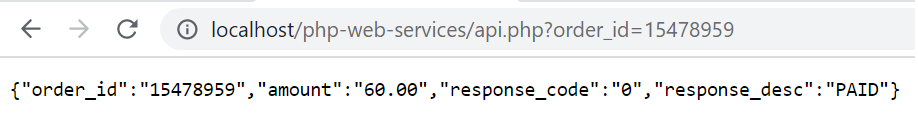 localhost/php-web-services/api.php?order_id=15478959
{"order_id":"15478959","amount":"60.00","response_code":"0","response_desc":"PAID"}